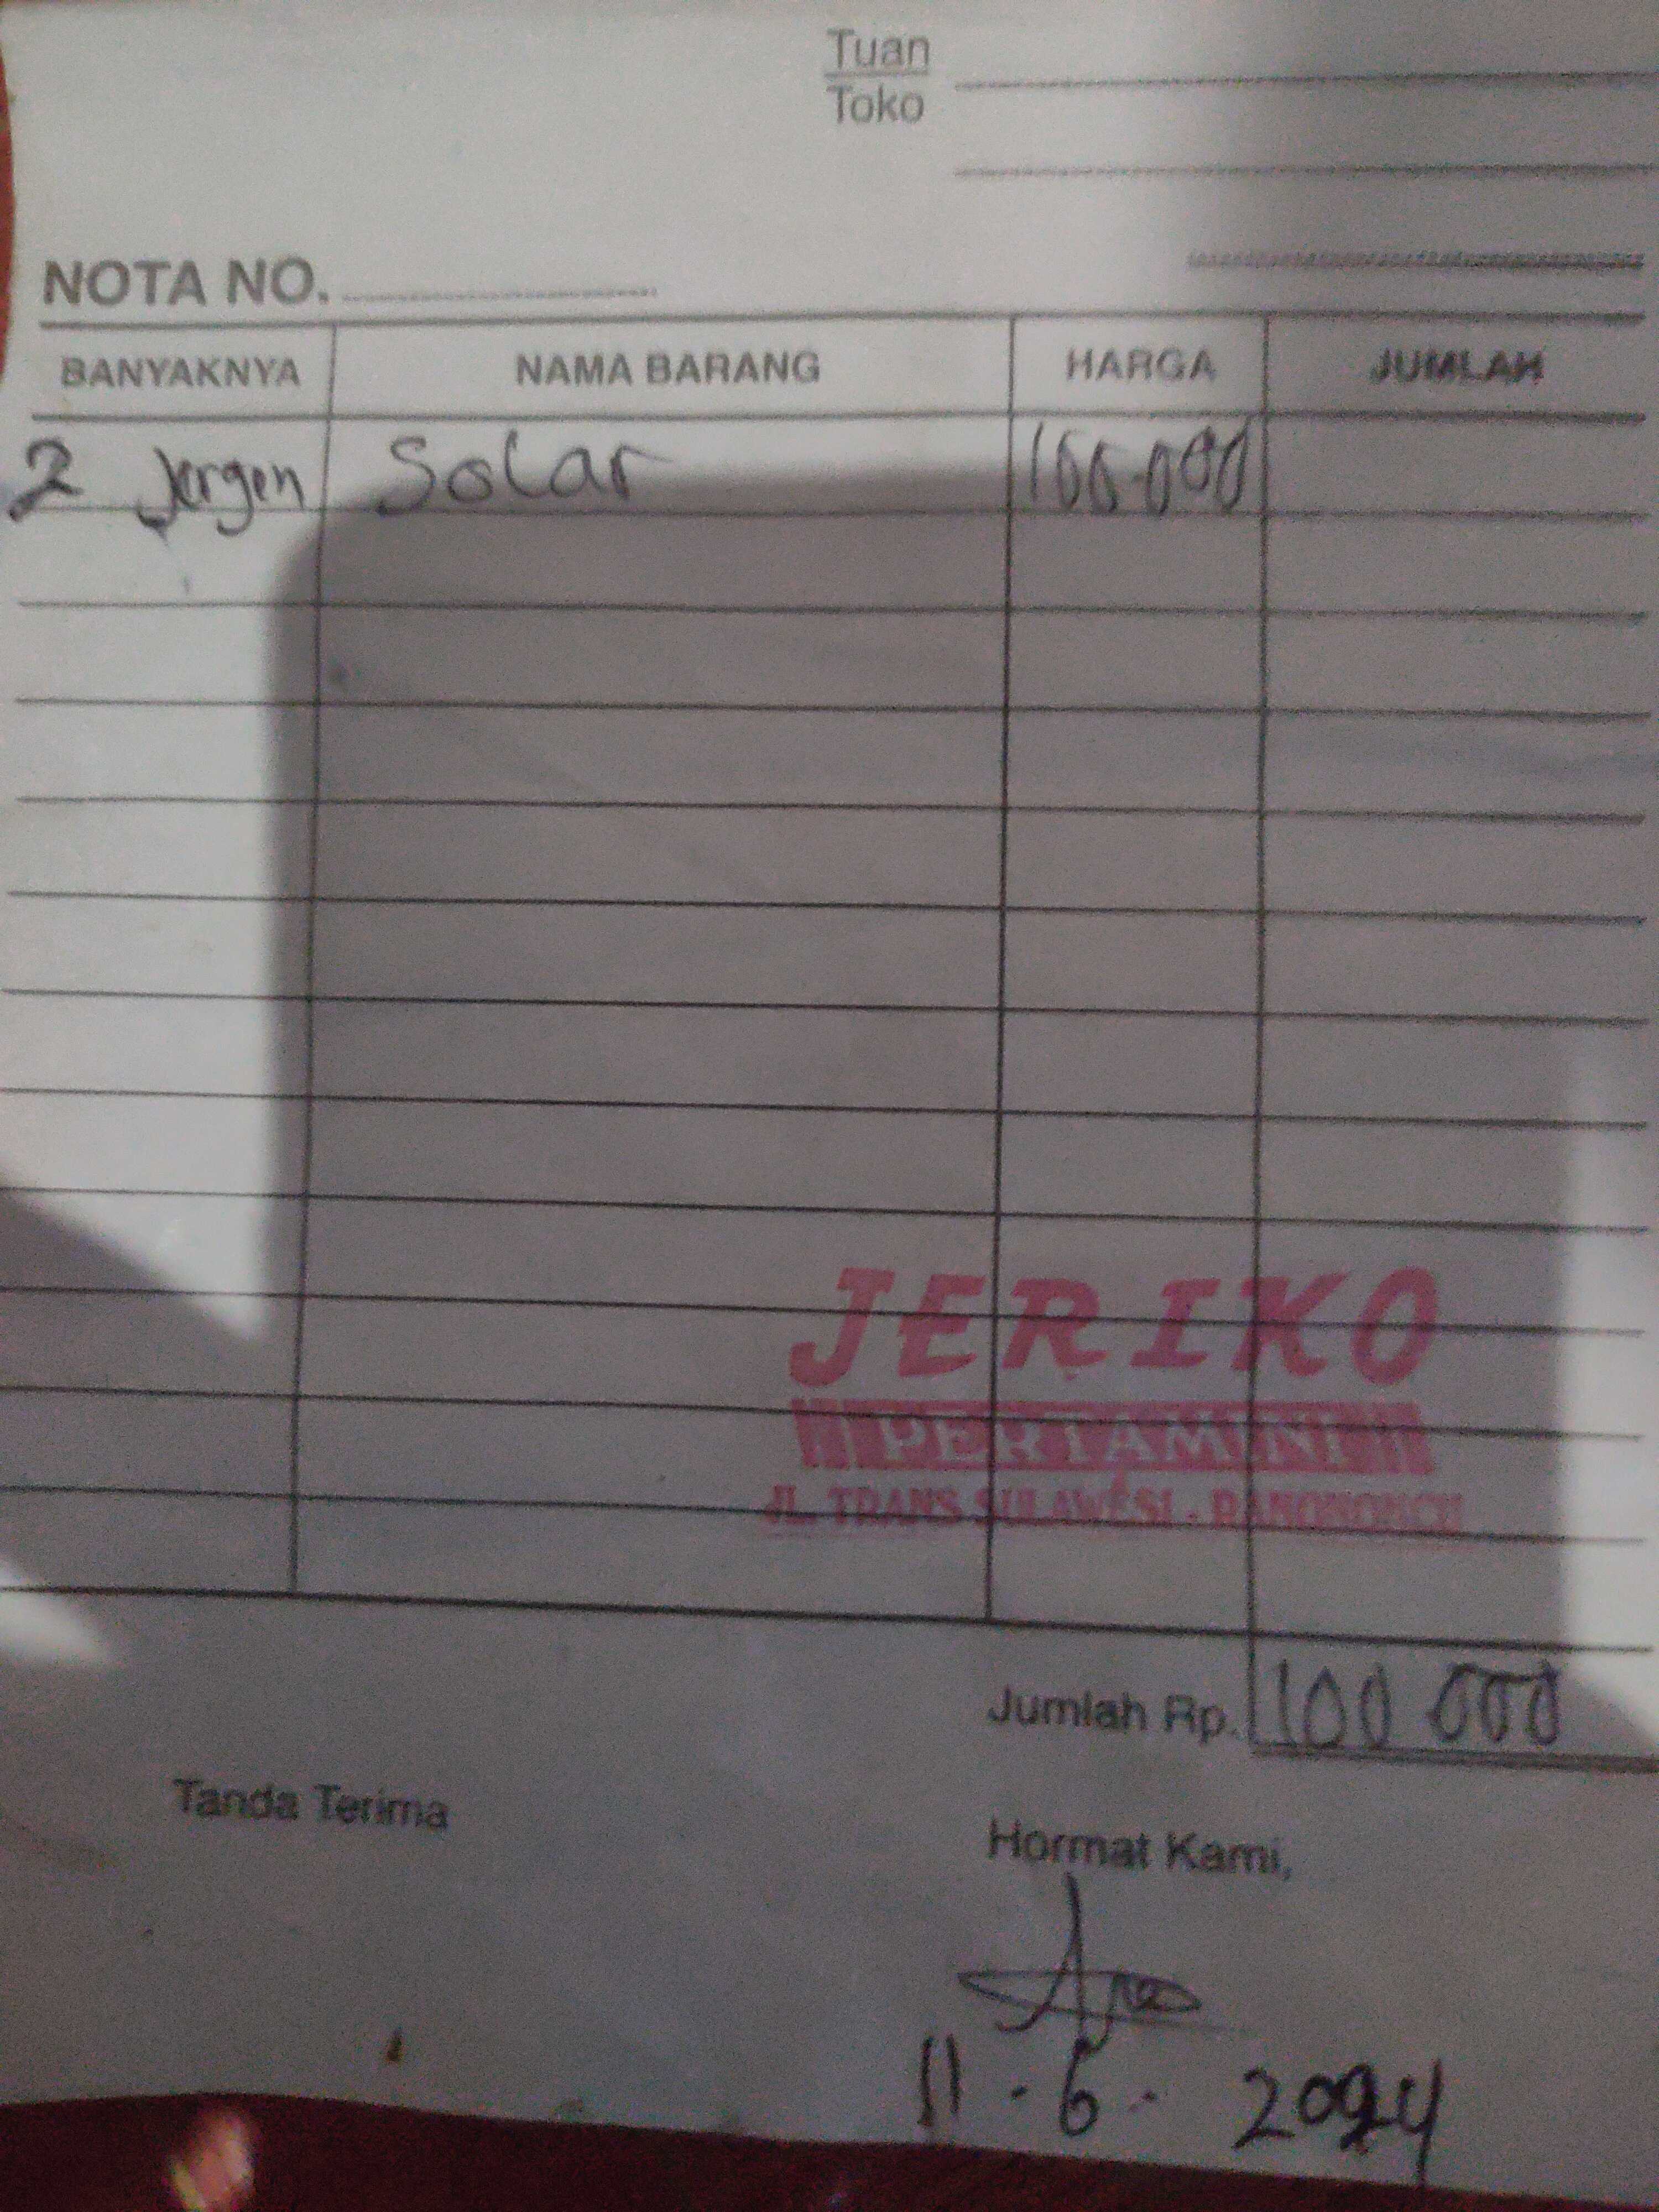 Tuan
Toko
NOTA NO.
BANYAKNYA NAMA BARANG HARGA JUMLAH
2 Jergen Solar 100.000
JERIKO
PERTAMINI
JL. TRANS SULAWESI - RANONONCU
Jumlah Rp. 100 000
Tanda Terima
Hormat Kami,
11 - 6 - 2024